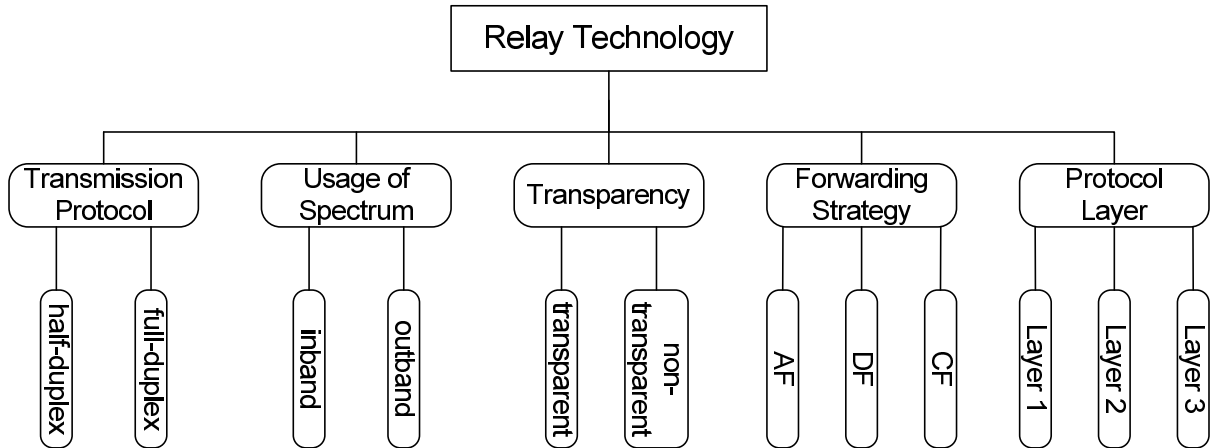 Relay Technology
Transmission
Protocol
Usage of
Spectrum
Transparency
Forwarding
Strategy
Protocol
Layer
half-duplex
full-duplex
inband
outband
transparent
non-
transparent
AF
DF
CF
Layer 1
Layer 2
Layer 3